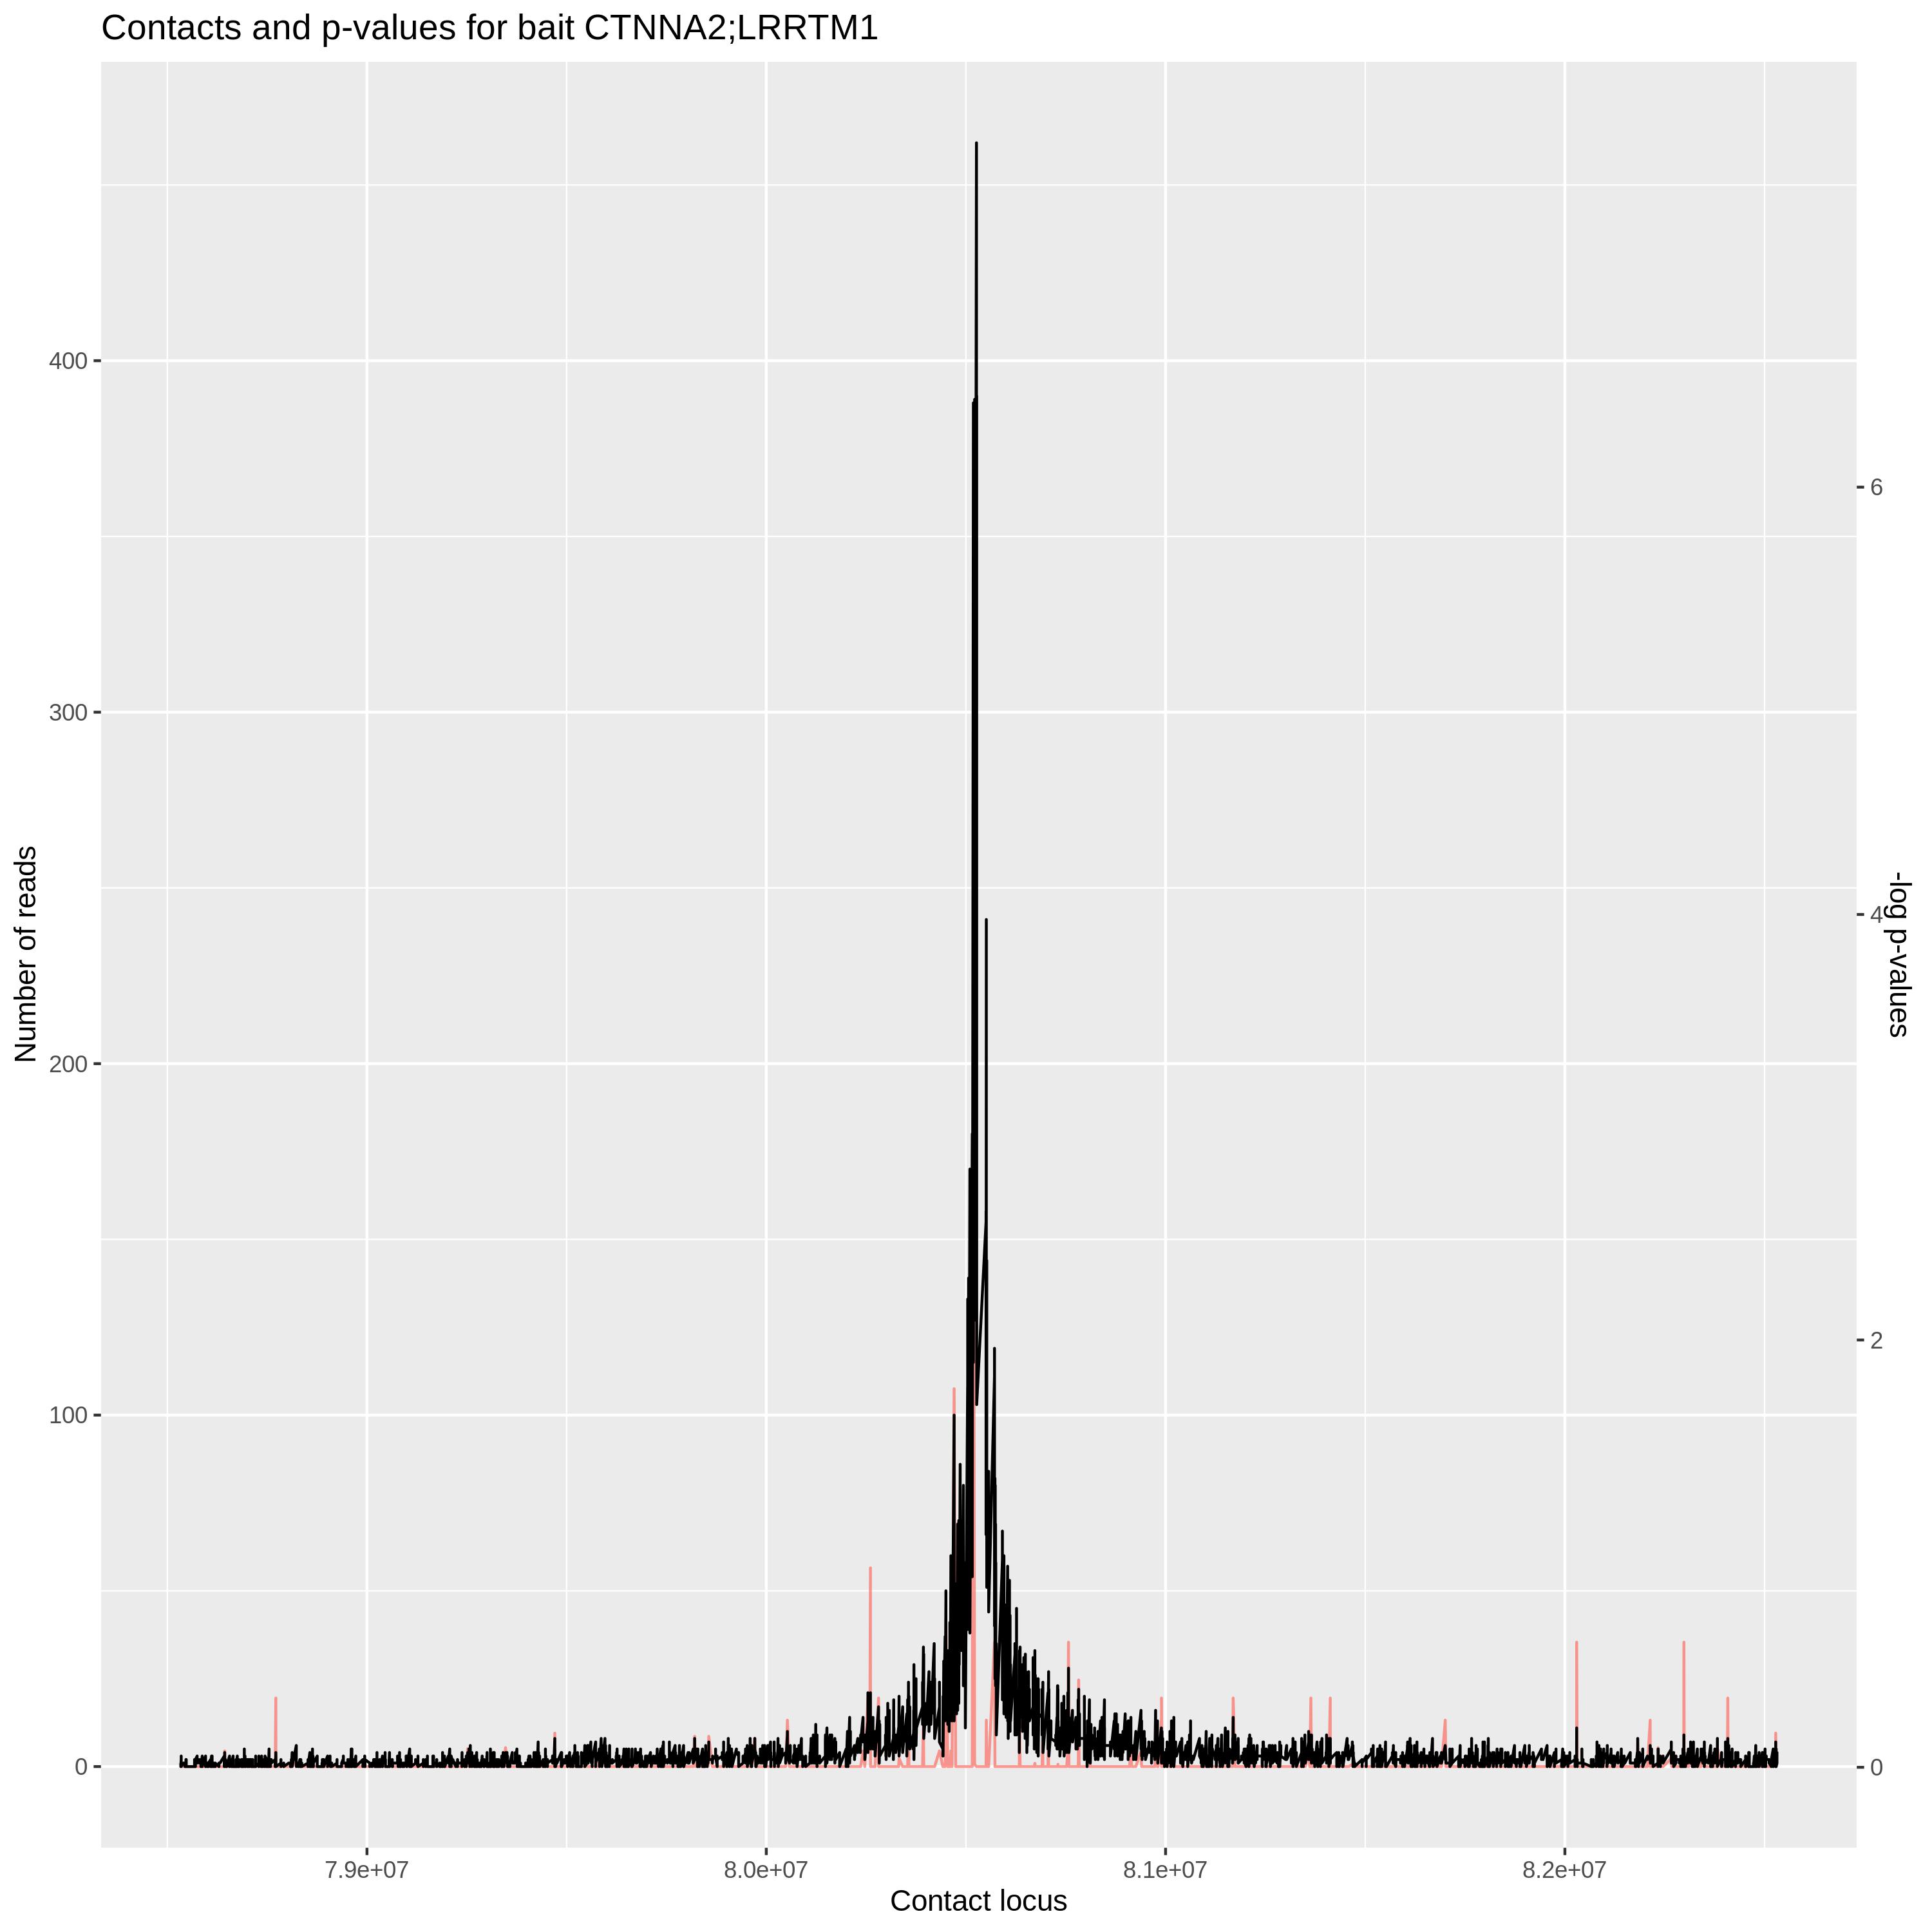 Contacts and p-values for bait CTNNA2;LRRTM1
400
300
200
100
0
Number of reads
6
4
2
0
-log p-values
7.9e+07
8.0e+07
8.1e+07
8.2e+07
Contact locus